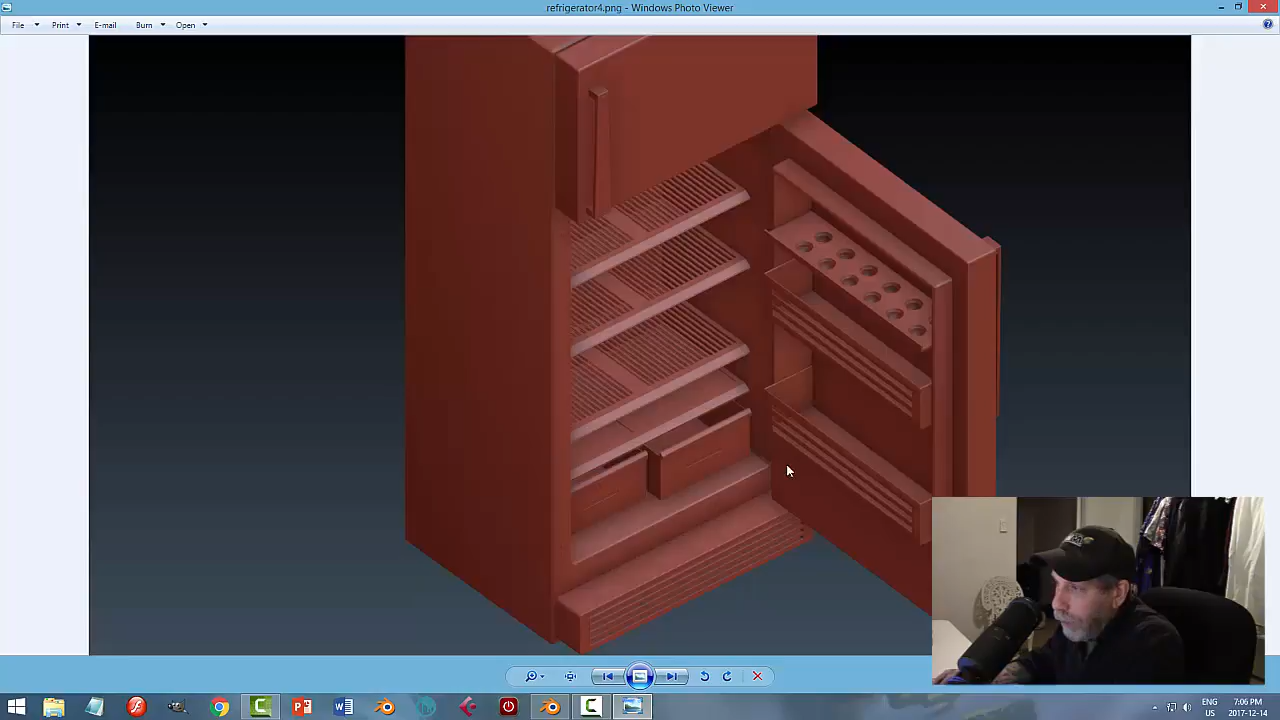 refrigerator4.png - Windows Photo Viewer
File Print E-mail Burn Open
ENG 7:06 PM
US 2017-12-14